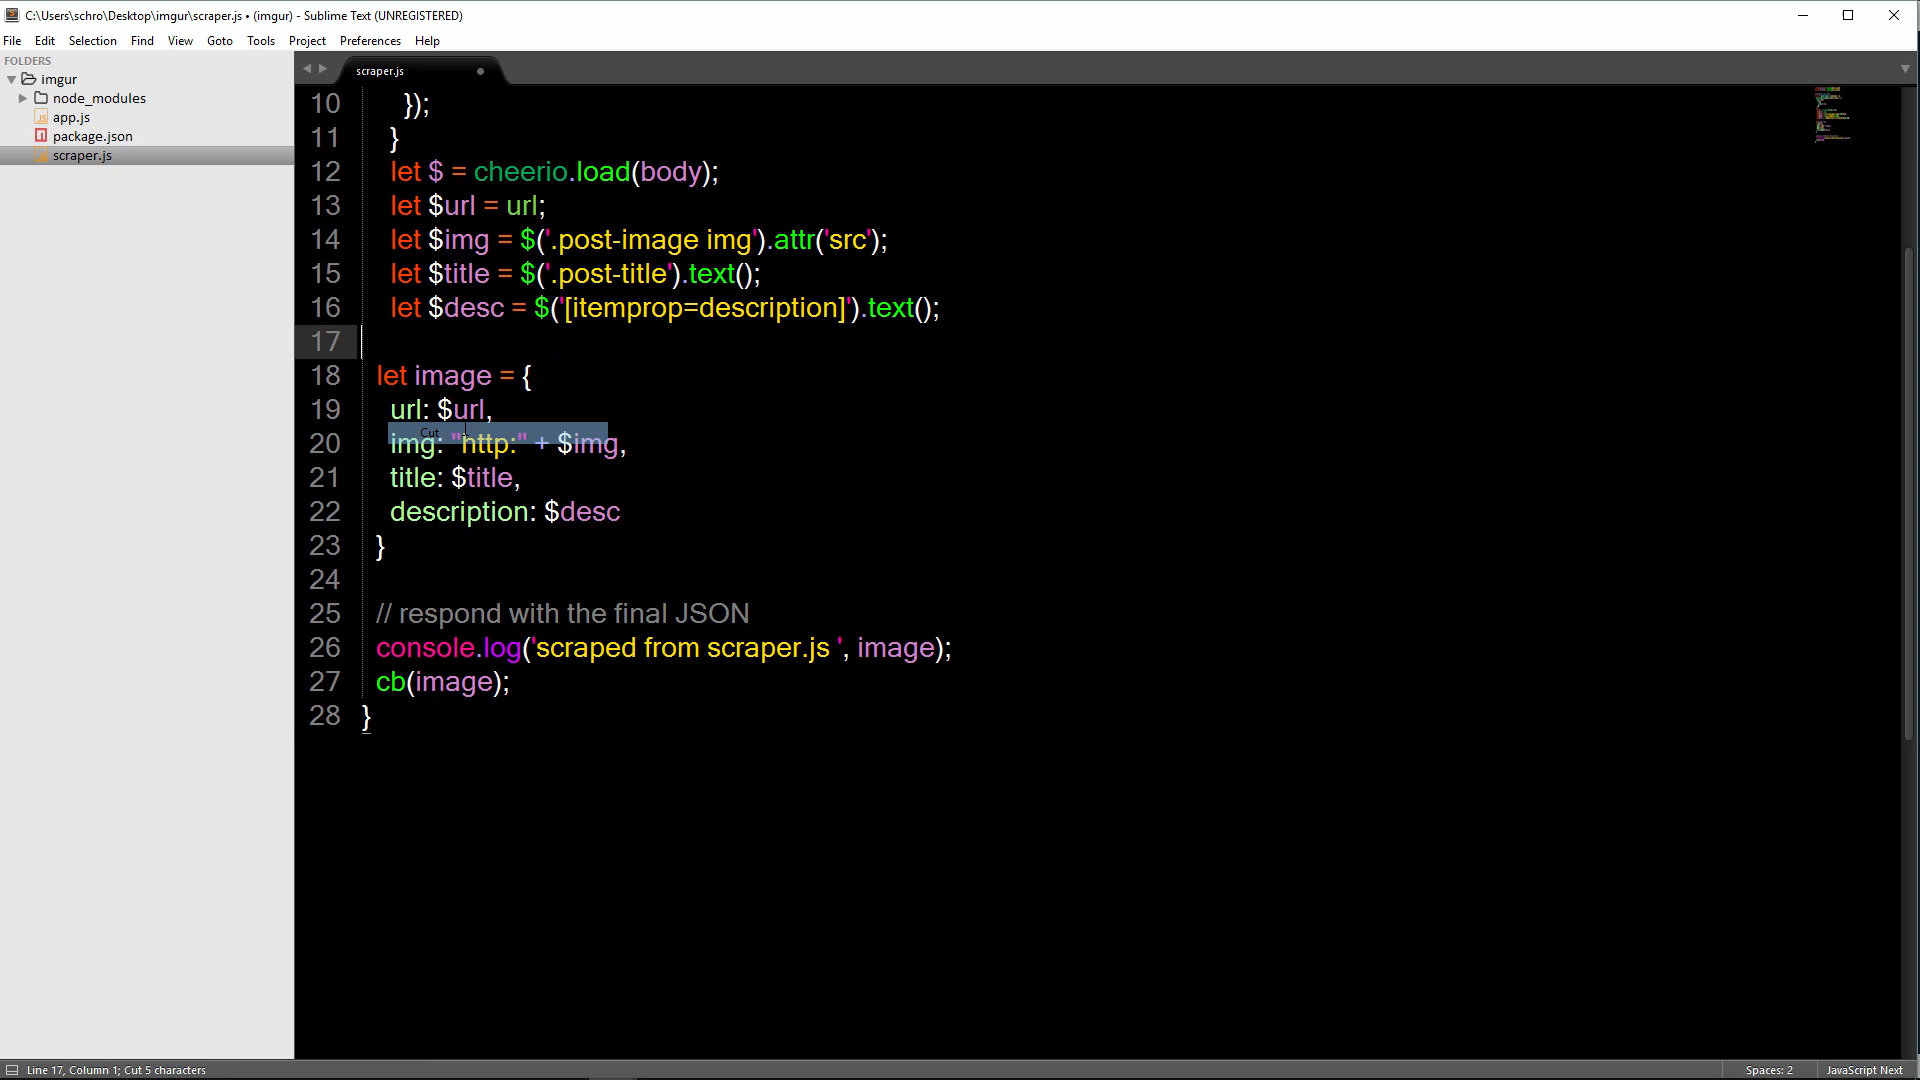 C:\Users\schro\Desktop\imgur\scraper.js • (imgur) - Sublime Text (UNREGISTERED)
File Edit Selection Find View Goto Tools Project Preferences Help
FOLDERS
imgur
node_modules
app.js
package.json
scraper.js
scraper.js
10 });
11 }
12 let $ = cheerio.load(body);
13 let $url = url;
14 let $img = $('.post-image img').attr('src');
15 let $title = $('.post-title').text();
16 let $desc = $('[itemprop=description]').text();
17
18 let image = {
19 url: $url,
Cut
20 img: "http:" + $img,
21 title: $title,
22 description: $desc
23 }
24
25 // respond with the final JSON
26 console.log('scraped from scraper.js ', image);
27 cb(image);
28 }
Line 17, Column 1; Cut 5 characters
Spaces: 2
JavaScript Next